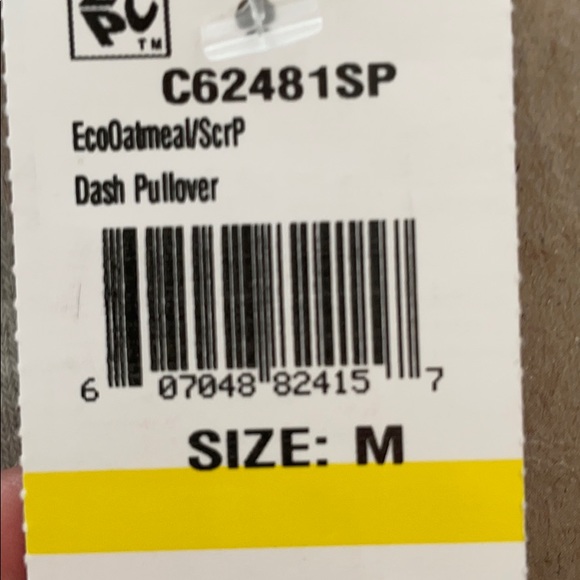 PC
TM
C62481SP
EcoOatmeal/ScrP
Dash Pullover
6 07048 82415 7
SIZE: M